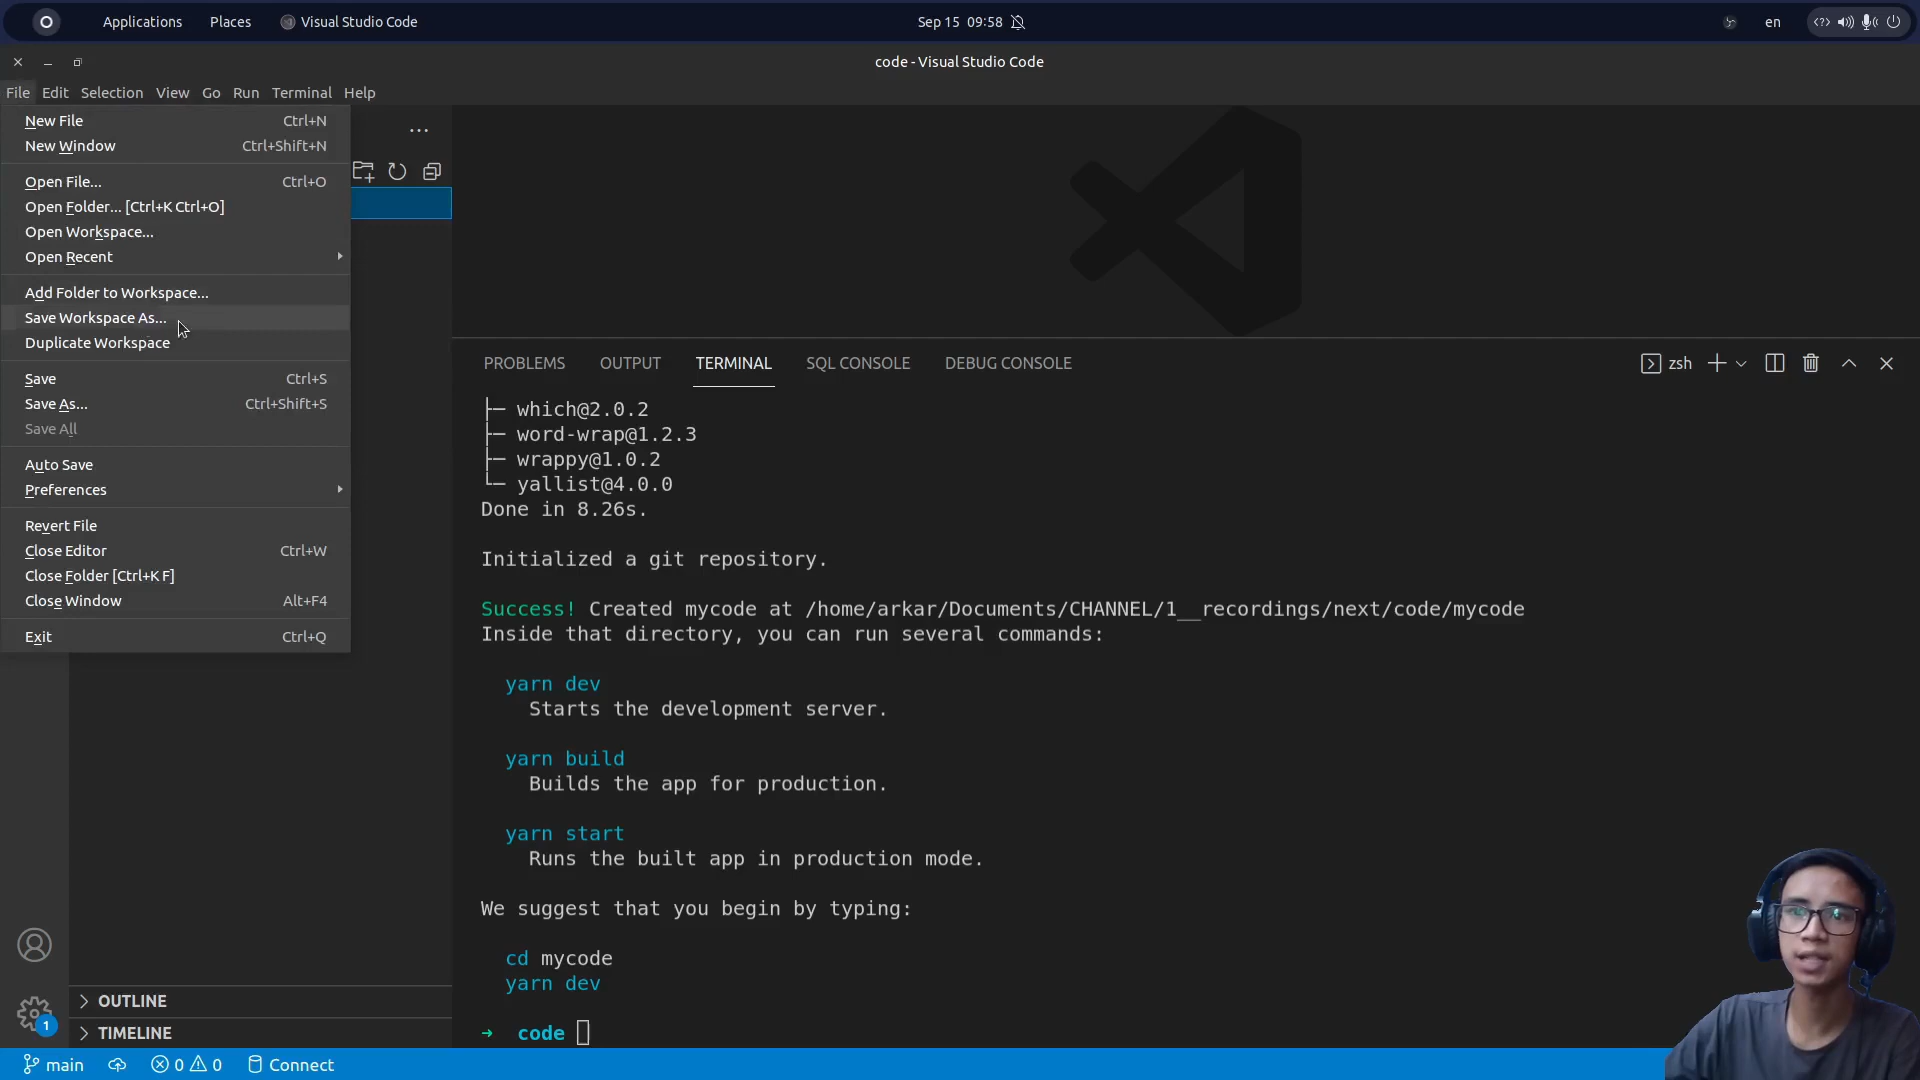 Applications Places Visual Studio Code Sep 15 09:58 en
code - Visual Studio Code
File Edit Selection View Go Run Terminal Help
New File Ctrl+N
New Window Ctrl+Shift+N
Open File... Ctrl+O
Open Folder... [Ctrl+K Ctrl+O]
Open Workspace...
Open Recent
Add Folder to Workspace...
Save Workspace As...
Duplicate Workspace
Save Ctrl+S
Save As... Ctrl+Shift+S
Save All
Auto Save
Preferences
Revert File
Close Editor Ctrl+W
Close Folder [Ctrl+K F]
Close Window Alt+F4
Exit Ctrl+Q
1
OUTLINE
TIMELINE
PROBLEMS OUTPUT TERMINAL SQL CONSOLE DEBUG CONSOLE zsh
├─ which@2.0.2
├─ word-wrap@1.2.3
├─ wrappy@1.0.2
└─ yallist@4.0.0
Done in 8.26s.
Initialized a git repository.
Success! Created mycode at /home/arkar/Documents/CHANNEL/1__recordings/next/code/mycode
Inside that directory, you can run several commands:
yarn dev
Starts the development server.
yarn build
Builds the app for production.
yarn start
Runs the built app in production mode.
We suggest that you begin by typing:
cd mycode
yarn dev
➜ code
main 0 0 Connect